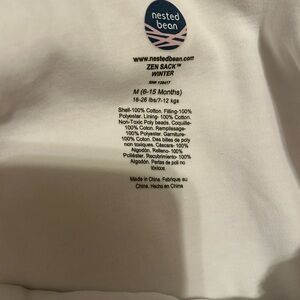 nested
bean
www.nestedbean.com
ZEN SACK™
WINTER
M (6-15 Months)
16-26 lbs/7-12 kgs
Shell-100% Cotton. Filling-100%
Polyester. Lining- 100% Cotton.
Non-Toxic Poly beads. Coquille-
100% Coton. Remplissage-
100% Polyester. Garniture-
100% Coton. Des billes de poly
non toxiques. Cáscara- 100%
Algodón. Relleno- 100%
Poliéster. Recubrimiento- 100%
Algodón. Perlas de poli no
tóxicos
Made in China. Fabrique au
China. Hecho en China